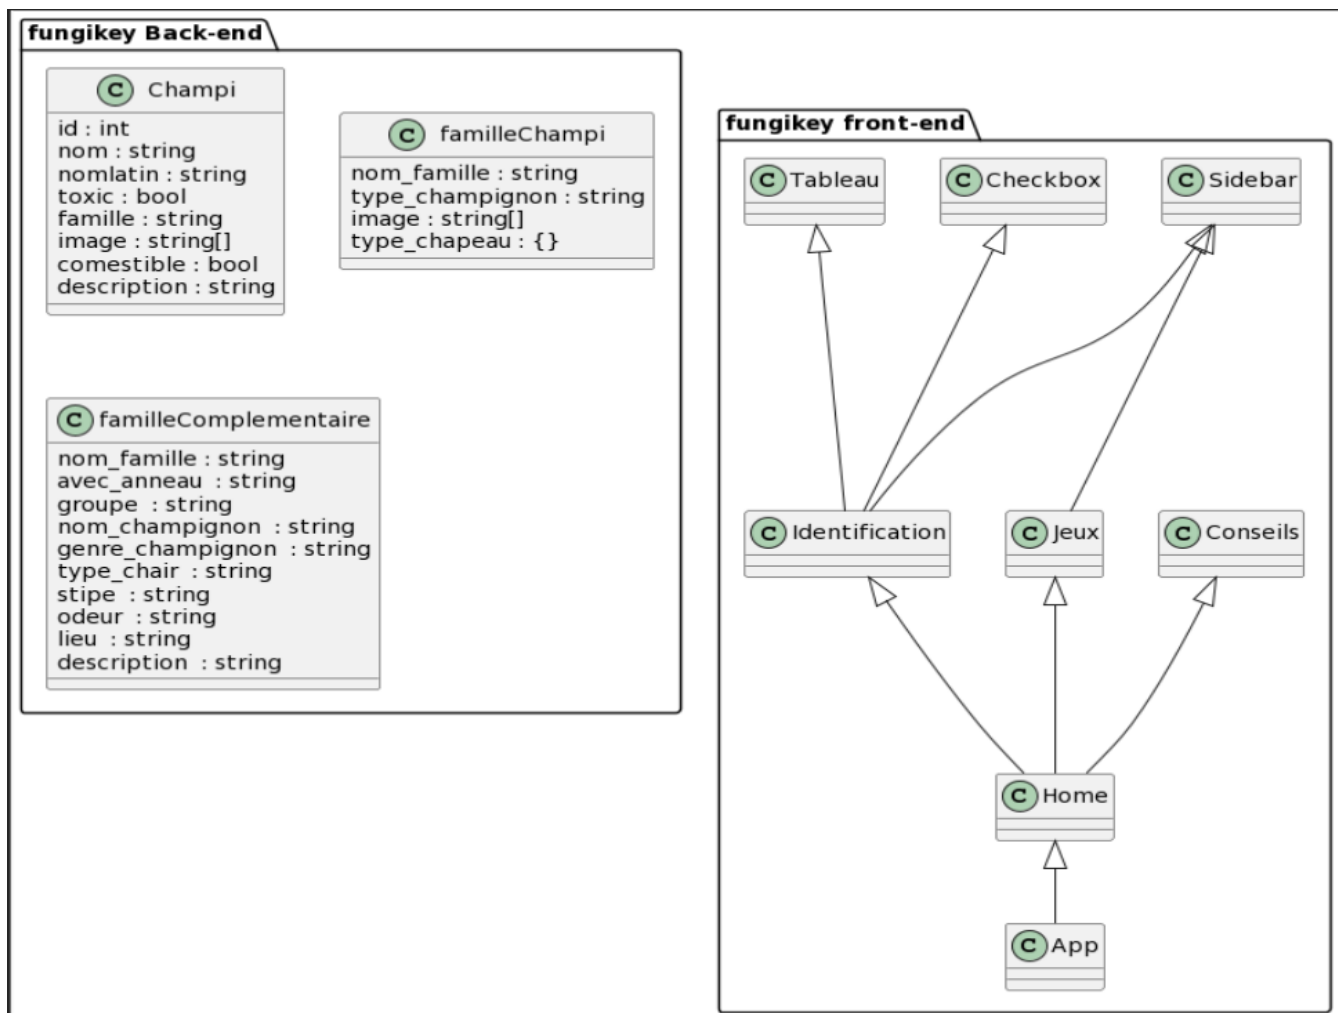 fungikey Back-end
C Champi
id : int
nom : string
nomlatin : string
toxic : bool
famille : string
image : string[]
comestible : bool
description : string
C familleChampi
nom_famille : string
type_champignon : string
image : string[]
type_chapeau : {}
C familleComplementaire
nom_famille : string
avec_anneau : string
groupe : string
nom_champignon : string
genre_champignon : string
type_chair : string
stipe : string
odeur : string
lieu : string
description : string
fungikey front-end
C Tableau
C Checkbox
C Sidebar
C Identification
C Jeux
C Conseils
C Home
C App